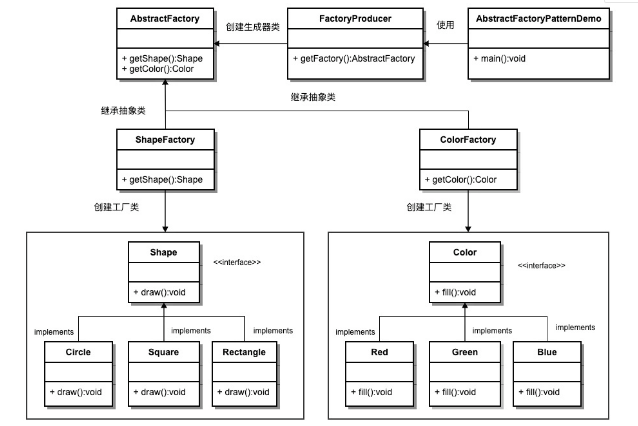 AbstractFactory
+ getShape():Shape
+ getColor():Color
创建生成器类
FactoryProducer
+ getFactory():AbstractFactory
使用
AbstractFactoryPatternDemo
+ main():void
继承抽象类
继承抽象类
ShapeFactory
+ getShape():Shape
ColorFactory
+ getColor():Color
创建工厂类
创建工厂类
Shape
<<interface>>
+ draw():void
implements
implements
implements
Circle
+ draw():void
Square
+ draw():void
Rectangle
+ draw():void
Color
<<interface>>
+ fill():void
implements
implements
implements
Red
+ fill():void
Green
+ fill():void
Blue
+ fill():void